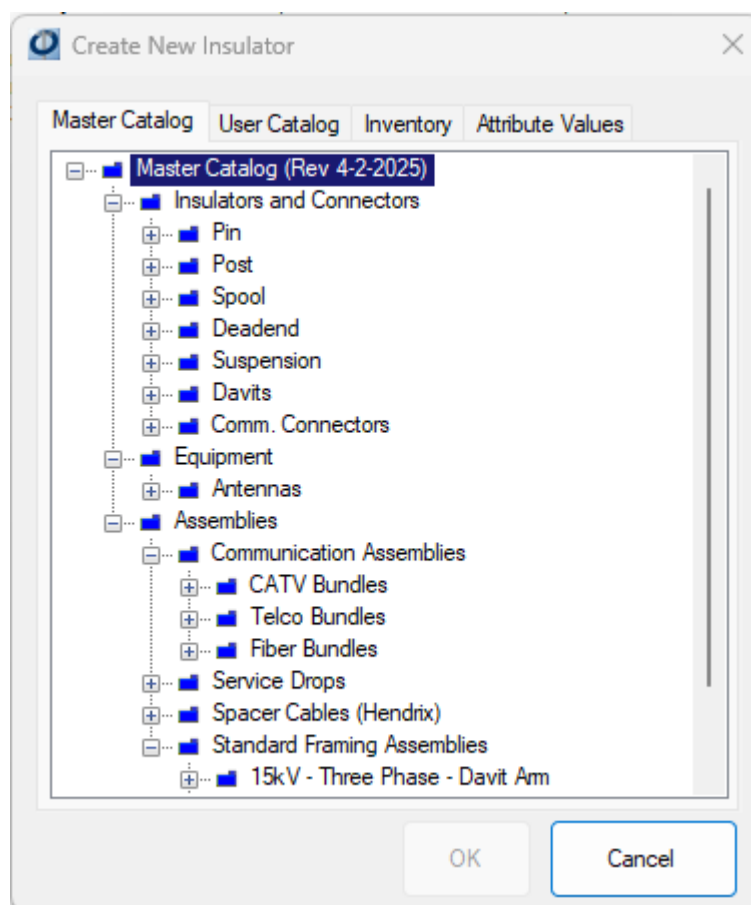 Create New Insulator
Master Catalog User Catalog Inventory Attribute Values
Master Catalog (Rev 4-2-2025)
Insulators and Connectors
Pin
Post
Spool
Deadend
Suspension
Davits
Comm. Connectors
Equipment
Antennas
Assemblies
Communication Assemblies
CATV Bundles
Telco Bundles
Fiber Bundles
Service Drops
Spacer Cables (Hendrix)
Standard Framing Assemblies
15kV - Three Phase - Davit Arm
OK Cancel